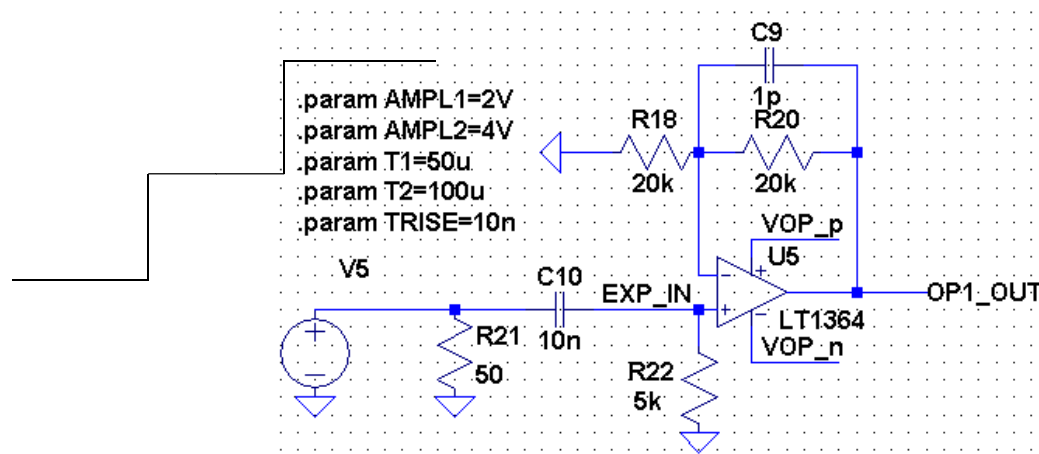 C9
1p
.param AMPL1=2V
.param AMPL2=4V
.param T1=50u
.param T2=100u
.param TRISE=10n
R18
20k
R20
20k
VOP_p
U5
V5
C10
10n
EXP_IN
OP1_OUT
LT1364
VOP_n
R21
50
R22
5k
+
−
−
+
+
−